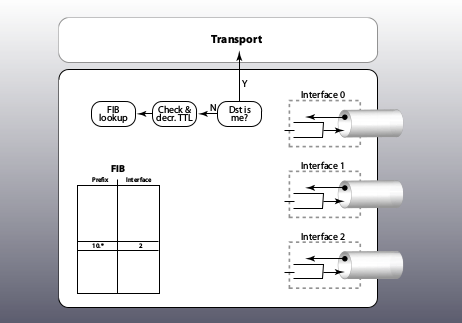 Transport
Y
Interface 0
FIB
lookup
Check &
decr. TTL
N
Dst is
me?
Interface 1
FIB
Prefix Interface
10.* 2
Interface 2